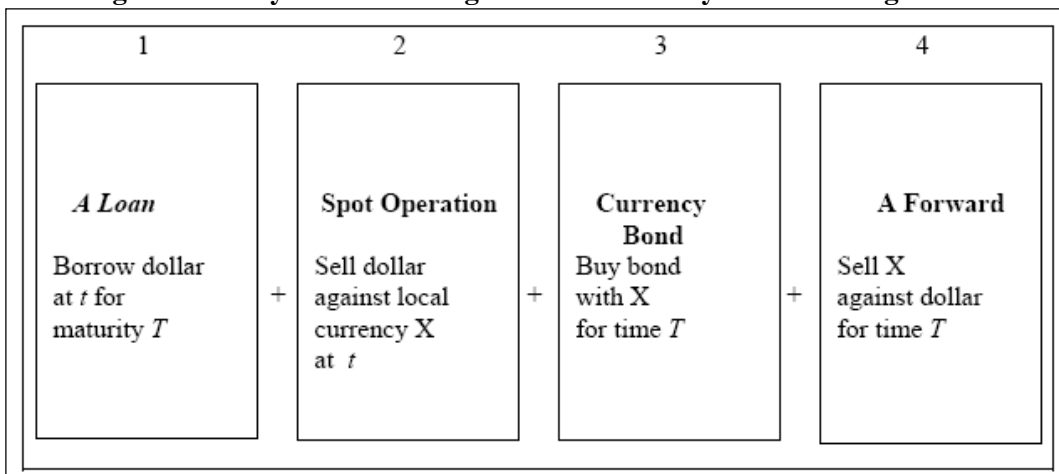 1
2
3
4
A Loan
Borrow dollar
at t for
maturity T
+
Spot Operation
Sell dollar
against local
currency X
at t
+
Currency
Bond
Buy bond
with X
for time T
+
A Forward
Sell X
against dollar
for time T